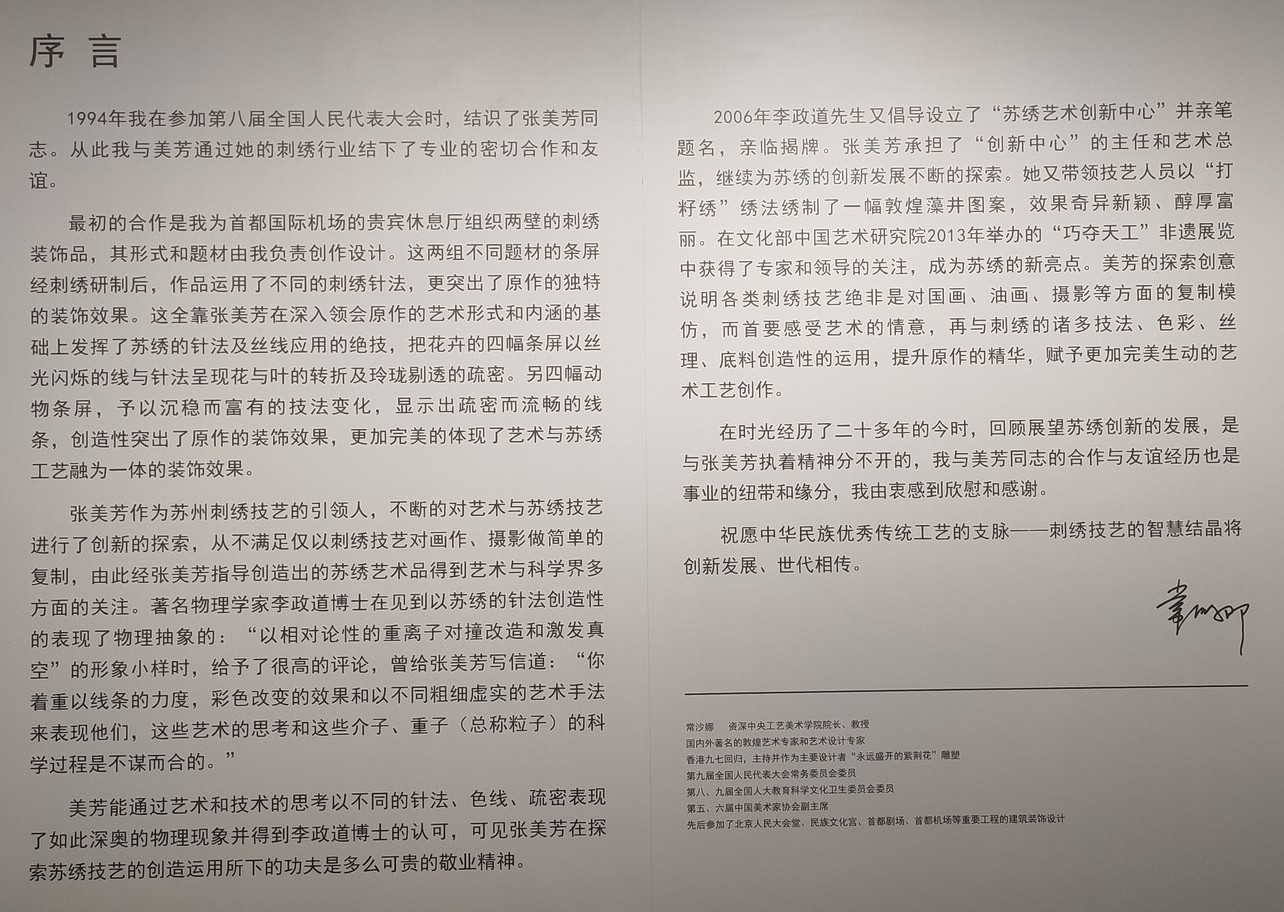 序言
1994年我在参加第八届全国人民代表大会时，结识了张美芳同
志。从此我与美芳通过她的刺绣行业结下了专业的密切合作和友
谊。
最初的合作是我为首都国际机场的贵宾休息厅组织两壁的刺绣
装饰品，其形式和题材由我负责创作设计。这两组不同题材的条屏
经刺绣研制后，作品运用了不同的刺绣针法，更突出了原作的独特
的装饰效果。这全靠张美芳在深入领会原作的艺术形式和内涵的基
础上发挥了苏绣的针法及丝线应用的绝技，把花卉的四幅条屏以丝
光闪烁的线与针法呈现花与叶的转折及玲珑剔透的疏密。另四幅动
物条屏，予以沉稳而富有的技法变化，显示出疏密而流畅的线
条，创造性突出了原作的装饰效果，更加完美的体现了艺术与苏绣
工艺融为一体的装饰效果。
张美芳作为苏州刺绣技艺的引领人，不断的对艺术与苏绣技艺
进行了创新的探索，从不满足仅以刺绣技艺对画作、摄影做简单的
复制，由此经张美芳指导创造出的苏绣艺术品得到艺术与科学界多
方面的关注。著名物理学家李政道博士在见到以苏绣的针法创造性
的表现了物理抽象的：“以相对论性的重离子对撞改造和激发真
空”的形象小样时，给予了很高的评论，曾给张美芳写信道：“你
着重以线条的力度，彩色改变的效果和以不同粗细虚实的艺术手法
来表现他们，这些艺术的思考和这些介子、重子（总称粒子）的科
学过程是不谋而合的。”
美芳能通过艺术和技术的思考以不同的针法、色线、疏密表现
了如此深奥的物理现象并得到李政道博士的认可，可见张美芳在探
索苏绣技艺的创造运用所下的功夫是多么可贵的敬业精神。
2006年李政道先生又倡导设立了“苏绣艺术创新中心”并亲笔
题名，亲临揭牌。张美芳承担了“创新中心”的主任和艺术总
监，继续为苏绣的创新发展不断的探索。她又带领技艺人员以“打
籽绣”绣法绣制了一幅敦煌藻井图案，效果奇异新颖、醇厚富
丽。在文化部中国艺术研究院2013年举办的“巧夺天工”非遗展览
中获得了专家和领导的关注，成为苏绣的新亮点。美芳的探索创意
说明各类刺绣技艺绝非是对国画、油画、摄影等方面的复制模
仿，而首要感受艺术的情意，再与刺绣的诸多技法、色彩、丝
理、底料创造性的运用，提升原作的精华，赋予更加完美生动的艺
术工艺创作。
在时光经历了二十多年的今时，回顾展望苏绣创新的发展，是
与张美芳执着精神分不开的，我与美芳同志的合作与友谊经历也是
事业的纽带和缘分，我由衷感到欣慰和感谢。
祝愿中华民族优秀传统工艺的支脉——刺绣技艺的智慧结晶将
创新发展、世代相传。
常沙娜
常沙娜 资深中央工艺美术学院院长、教授
国内外著名的敦煌艺术专家和艺术设计专家
香港九七回归，主持并作为主要设计者“永远盛开的紫荆花”雕塑
第九届全国人民代表大会常务委员会委员
第八、九届全国人大教育科学文化卫生委员会委员
第五、六届中国美术家协会副主席
先后参加了北京人民大会堂、民族文化宫、首都剧场、首都机场等重要工程的建筑装饰设计